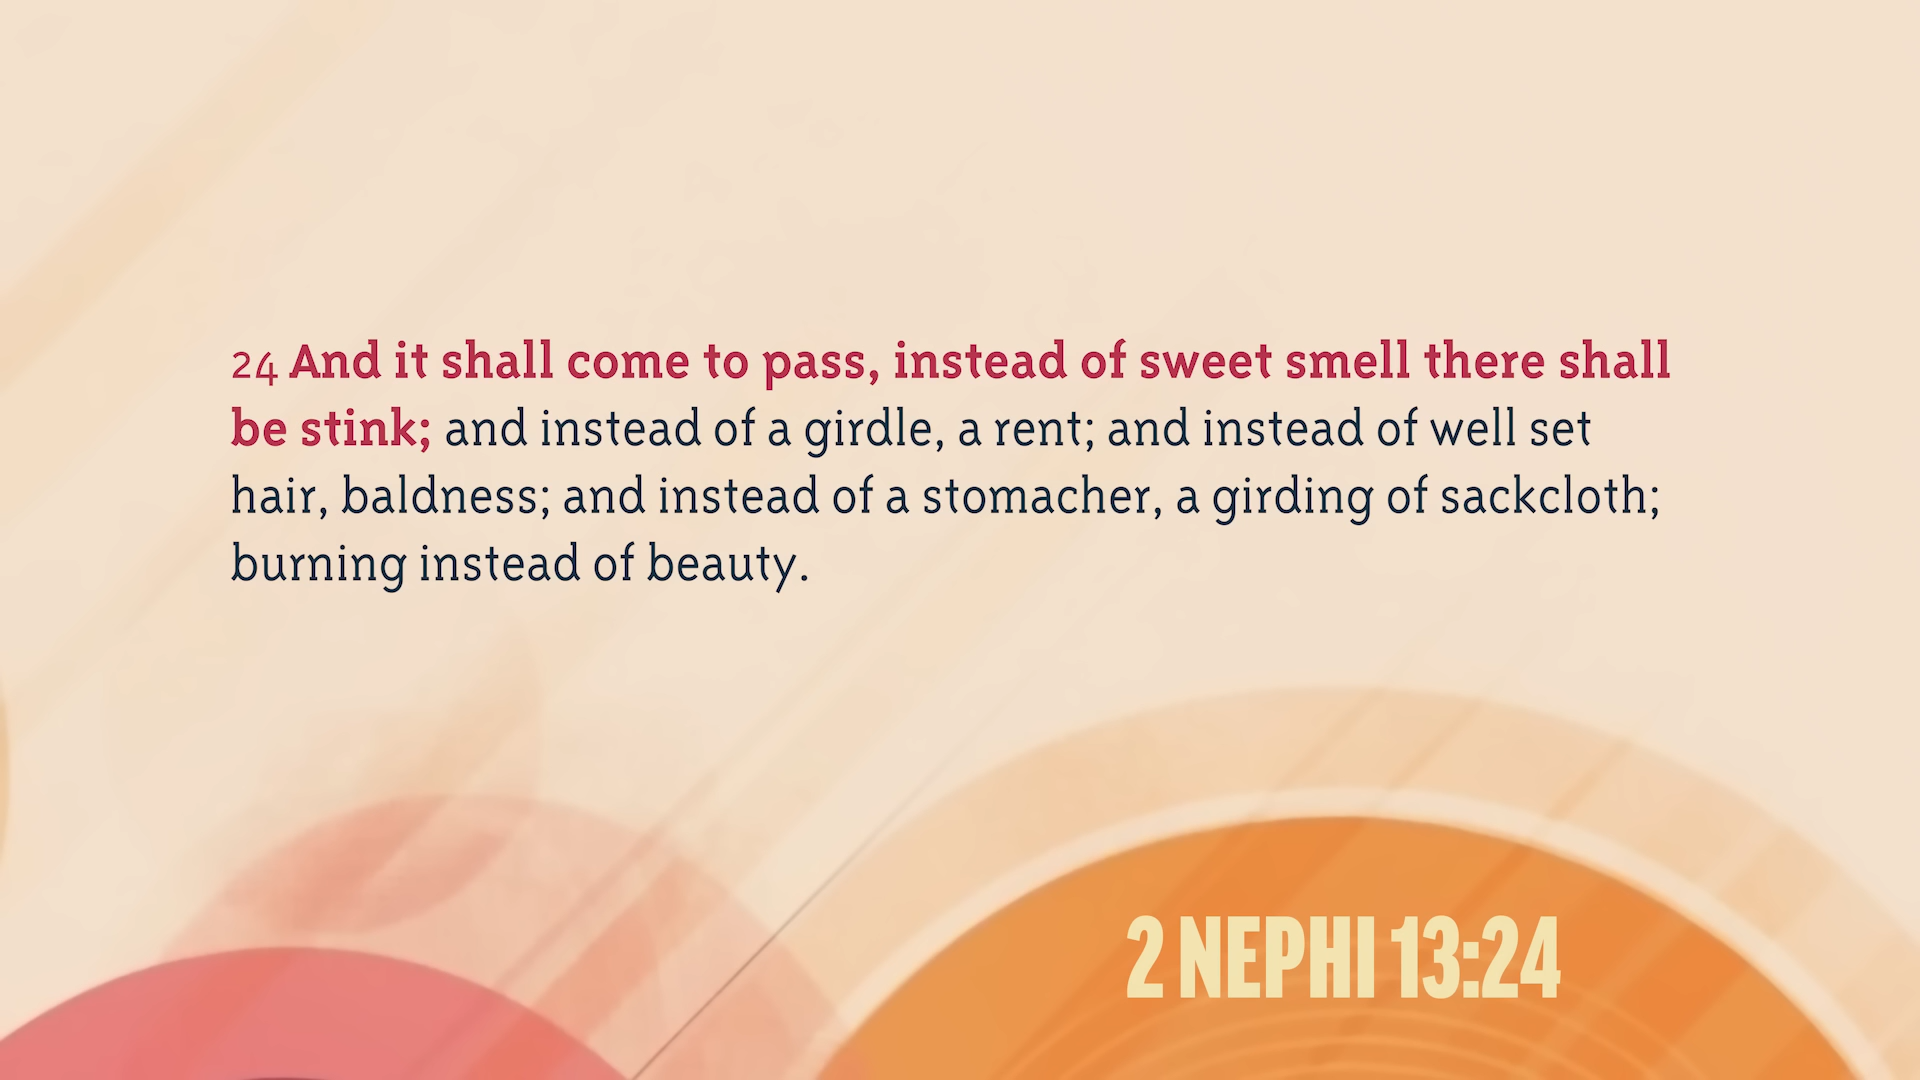 24 And it shall come to pass, instead of sweet smell there shall
be stink; and instead of a girdle, a rent; and instead of well set
hair, baldness; and instead of a stomacher, a girding of sackcloth;
burning instead of beauty.
2 NEPHI 13:24